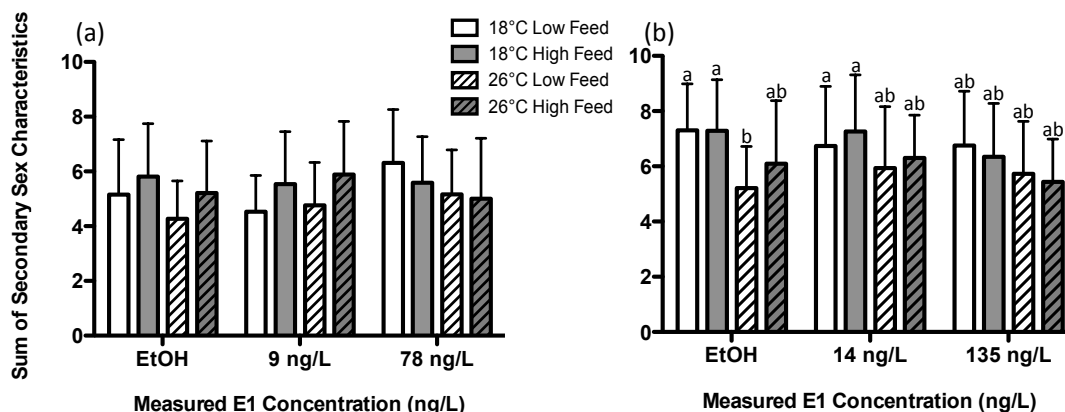 (a)
18°C Low Feed
18°C High Feed
26°C Low Feed
26°C High Feed
(b)
Sum of Secondary Sex Characteristics
10
8
6
4
2
0
EtOH 9 ng/L 78 ng/L
Measured E1 Concentration (ng/L)
10
8
6
4
2
0
a a b ab
a a ab ab
ab ab ab ab
EtOH 14 ng/L 135 ng/L
Measured E1 Concentration (ng/L)